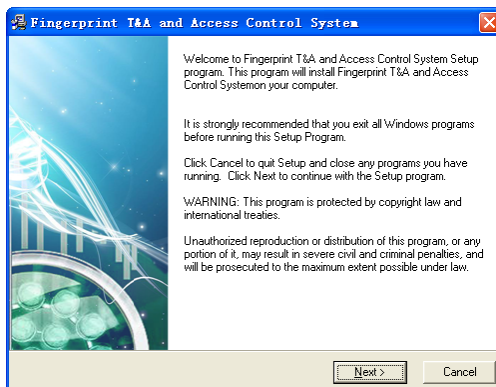 Fingerprint T&A and Access Control System
Welcome to Fingerprint T&A and Access Control System Setup
program. This program will install Fingerprint T&A and Access
Control Systemon your computer.
It is strongly recommended that you exit all Windows programs
before running this Setup Program.
Click Cancel to quit Setup and close any programs you have
running. Click Next to continue with the Setup program.
WARNING: This program is protected by copyright law and
international treaties.
Unauthorized reproduction or distribution of this program, or any
portion of it, may result in severe civil and criminal penalties, and
will be prosecuted to the maximum extent possible under law.
Next >
Cancel